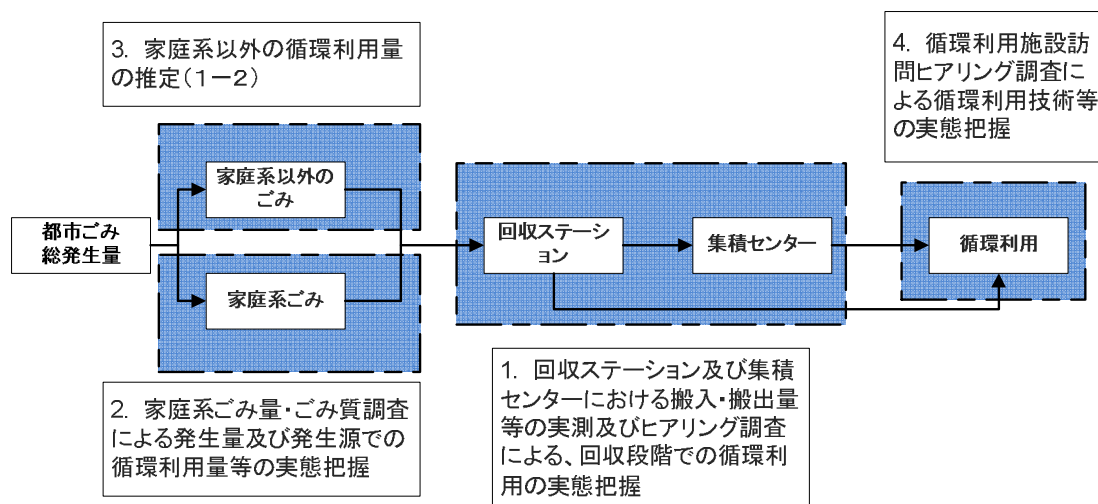 3. 家庭系以外の循環利用量
の推定(1-2)
4. 循環利用施設訪
問ヒアリング調査に
よる循環利用技術等
の実態把握
家庭系以外の
ごみ
都市ごみ
総発生量
家庭系ごみ
回収ステーシ
ョン
集積センター
循環利用
2. 家庭系ごみ量・ごみ質調査
による発生量及び発生源での
循環利用量等の実態把握
1. 回収ステーション及び集積
センターにおける搬入・搬出量
等の実測及びヒアリング調査
による、回収段階での循環利
用の実態把握